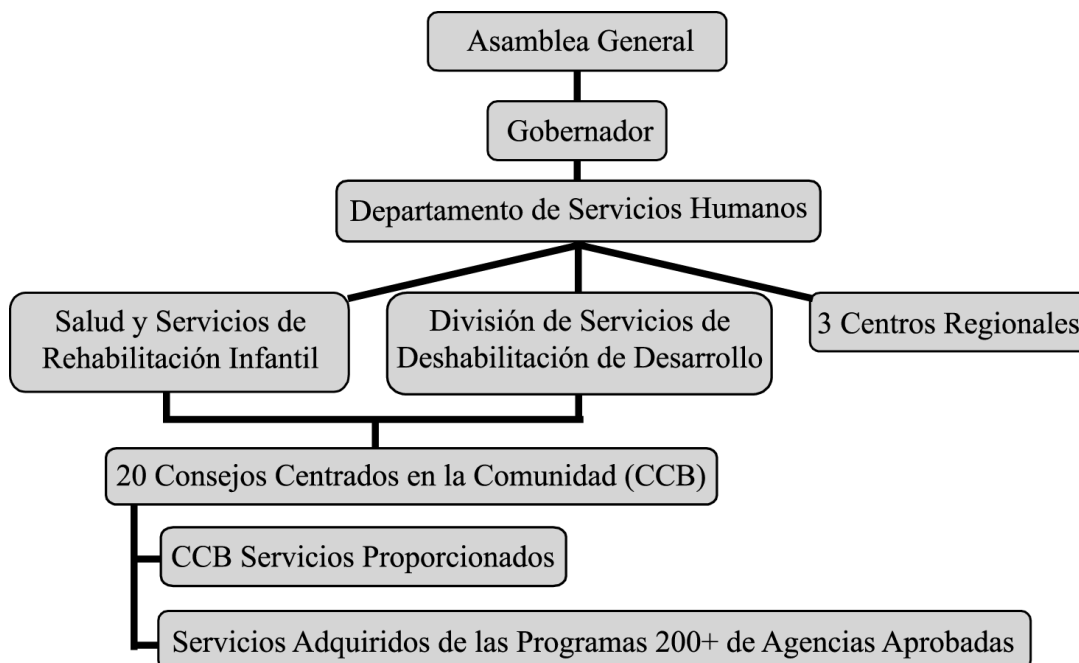 Asamblea General
Gobernador
Departamento de Servicios Humanos
Salud y Servicios de
Rehabilitación Infantil
División de Servicios de
Deshabilitación de Desarrollo
3 Centros Regionales
20 Consejos Centrados en la Comunidad (CCB)
CCB Servicios Proporcionados
Servicios Adquiridos de las Programas 200+ de Agencias Aprobadas